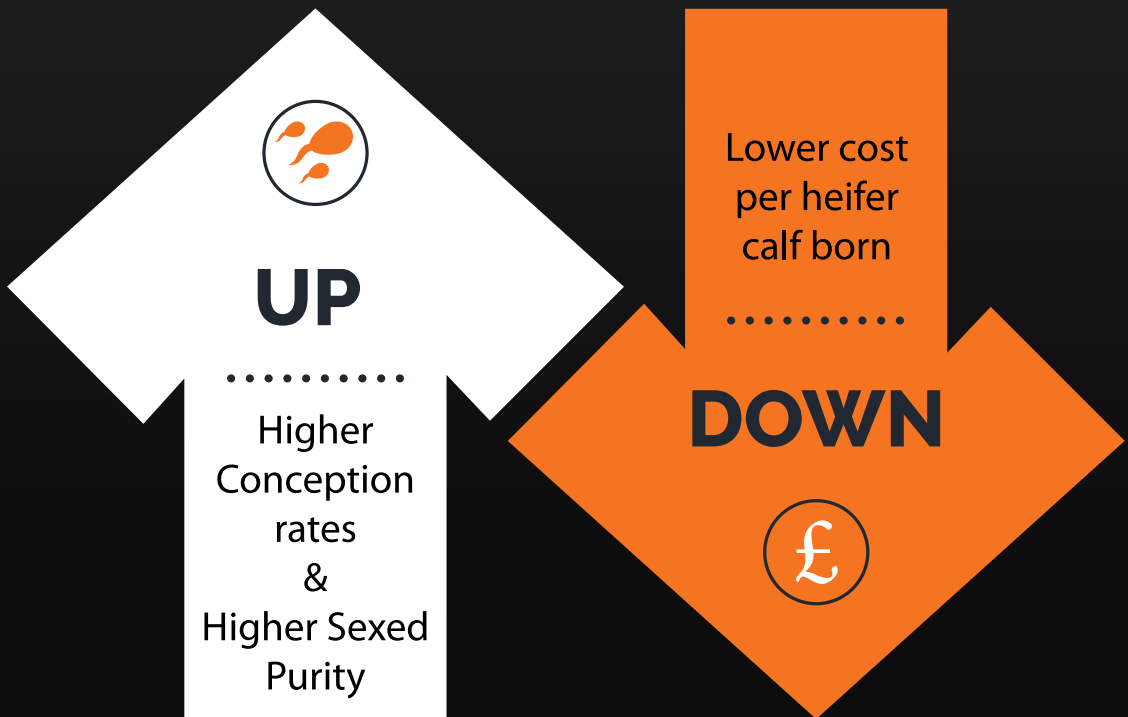 UP
Higher
Conception
rates
&
Higher Sexed
Purity
Lower cost
per heifer
calf born
DOWN
£